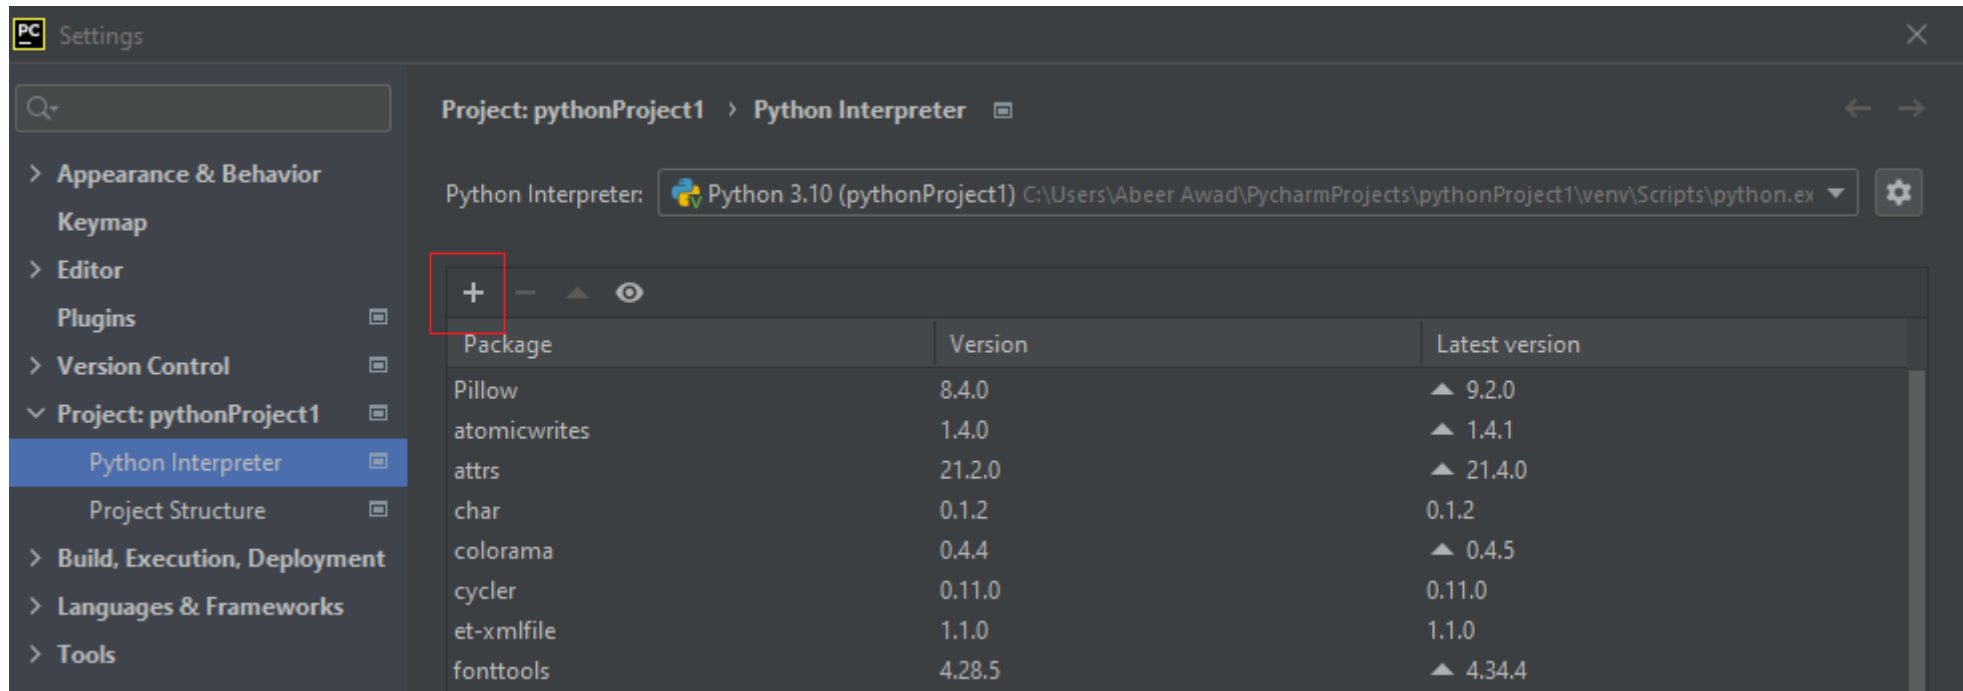 PC Settings
Project: pythonProject1 > Python Interpreter
Appearance & Behavior
Keymap
Editor
Plugins
Version Control
Project: pythonProject1
Python Interpreter
Project Structure
Build, Execution, Deployment
Languages & Frameworks
Tools
Python Interpreter: Python 3.10 (pythonProject1) C:\Users\Abeer Awad\PycharmProjects\pythonProject1\venv\Scripts\python.ex
Package Version Latest version
Pillow 8.4.0 9.2.0
atomicwrites 1.4.0 1.4.1
attrs 21.2.0 21.4.0
char 0.1.2 0.1.2
colorama 0.4.4 0.4.5
cycler 0.11.0 0.11.0
et-xmlfile 1.1.0 1.1.0
fonttools 4.28.5 4.34.4